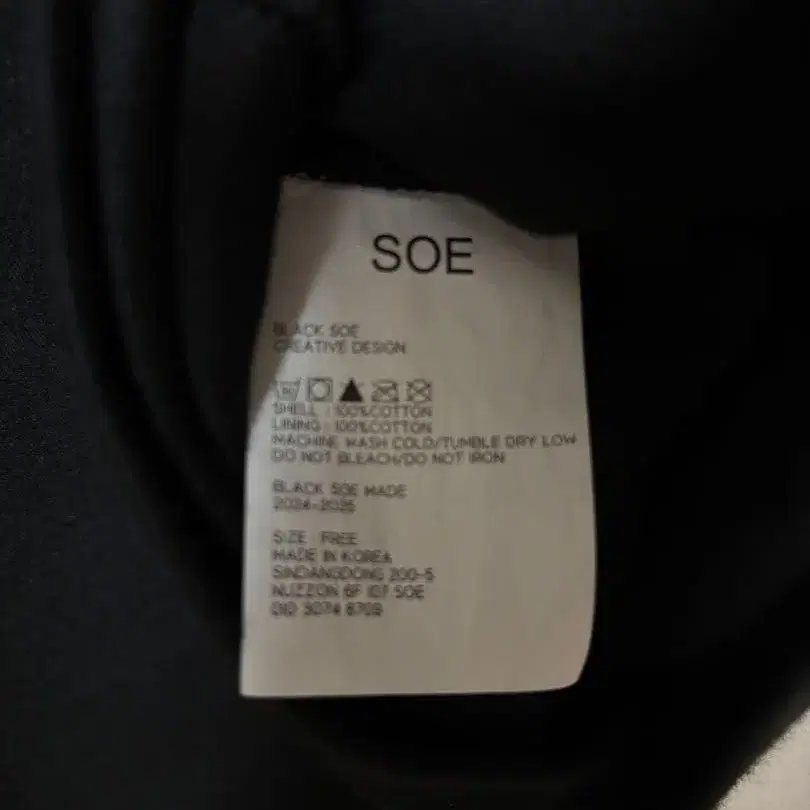 SOE
BLACK SOE
CREATIVE DESIGN
SHELL : 100%COTTON
LINING : 100%COTTON
MACHINE WASH COLD/TUMBLE DRY LOW
DO NOT BLEACH/DO NOT IRON
BLACK SOE MADE
2024-2025
SIZE : FREE
MADE IN KOREA
SINDANGDONG 200-5
NUZZON 6F 107 SOE
010 3074 8709